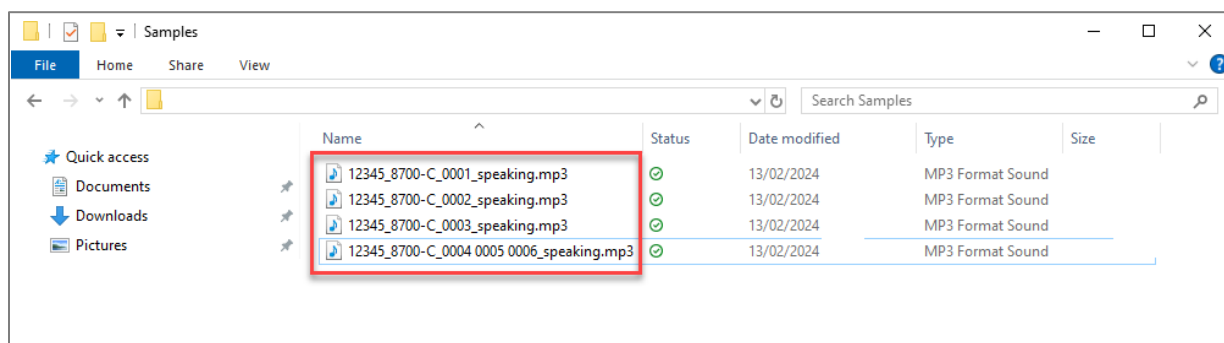 Samples
File Home Share View
Search Samples
Name Status Date modified Type Size
Quick access
Documents
Downloads
Pictures
12345_8700-C_0001_speaking.mp3 13/02/2024 MP3 Format Sound
12345_8700-C_0002_speaking.mp3 13/02/2024 MP3 Format Sound
12345_8700-C_0003_speaking.mp3 13/02/2024 MP3 Format Sound
12345_8700-C_0004 0005 0006_speaking.mp3 13/02/2024 MP3 Format Sound